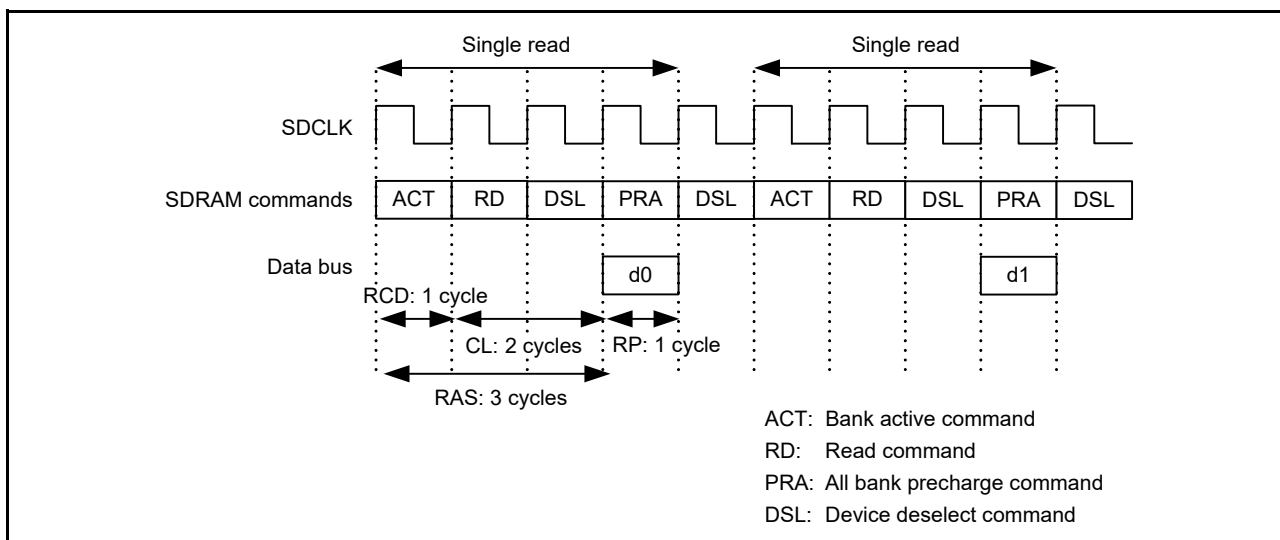 Single read Single read
SDCLK
SDRAM commands ACT RD DSL PRA DSL ACT RD DSL PRA DSL
Data bus d0 d1
RCD: 1 cycle
CL: 2 cycles RP: 1 cycle
RAS: 3 cycles
ACT: Bank active command
RD: Read command
PRA: All bank precharge command
DSL: Device deselect command